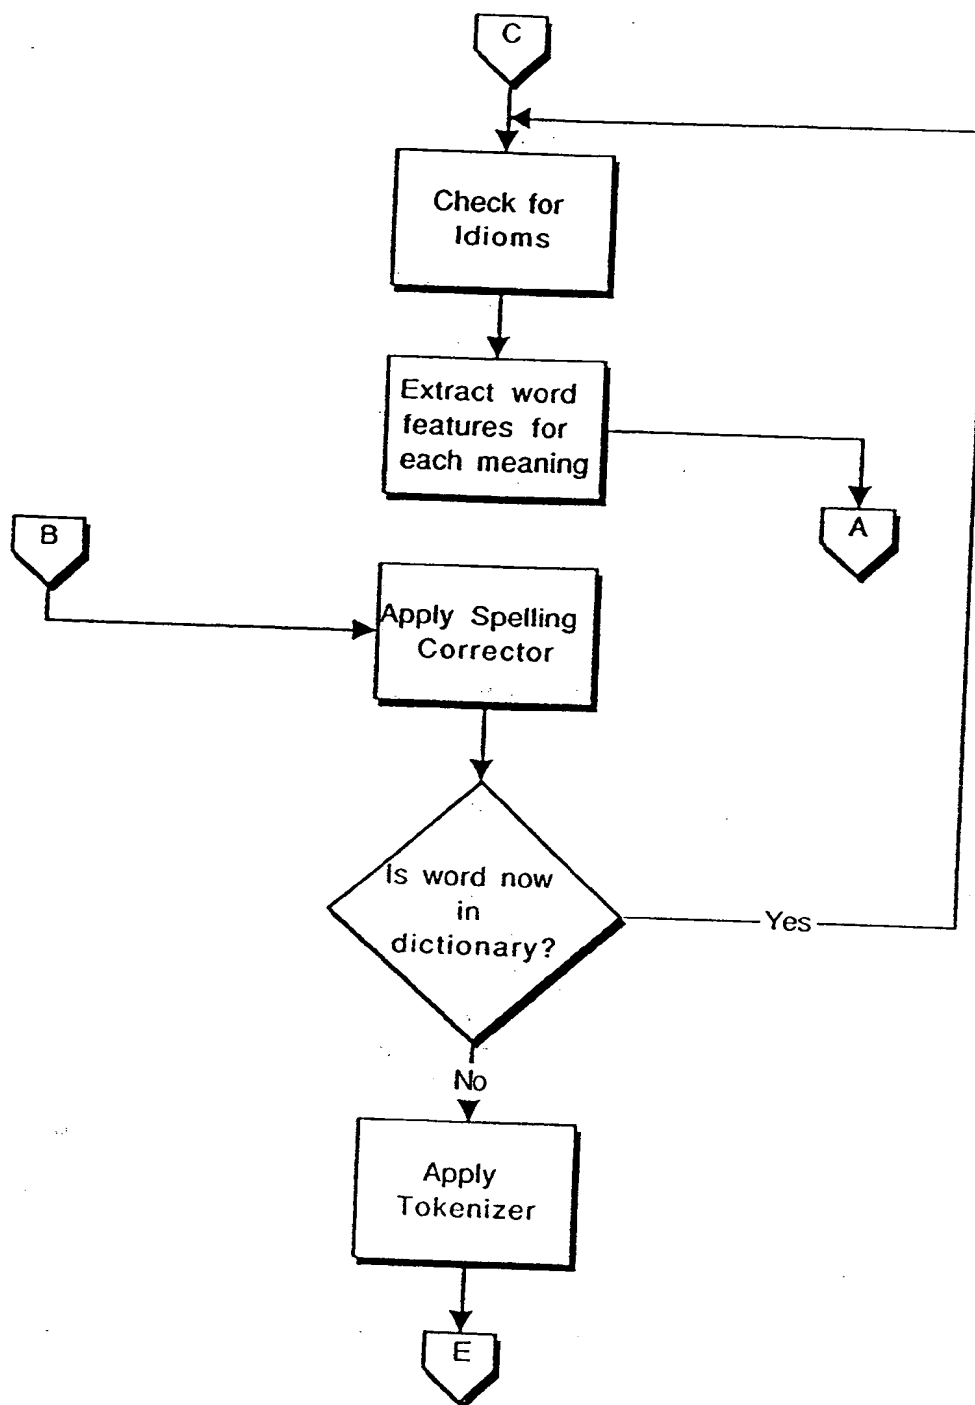 C
Check for
Idioms
Extract word
features for
each meaning
B
A
Apply Spelling
Corrector
Is word now
in
dictionary?
Yes
No
Apply
Tokenizer
E